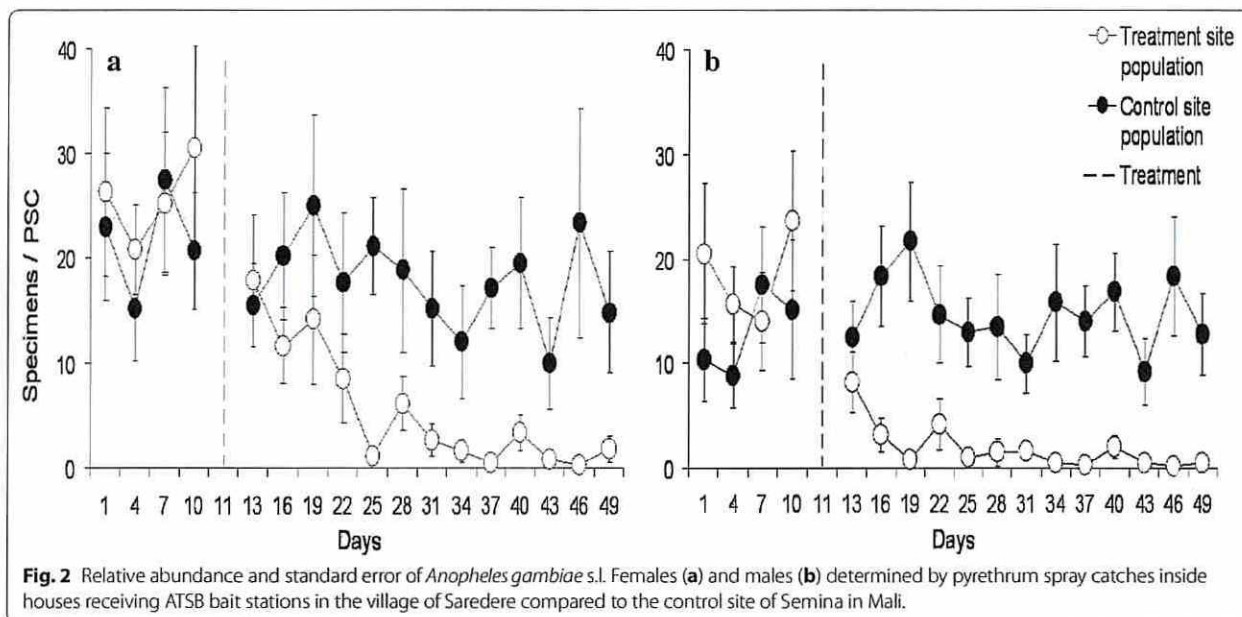 a
b
40
30
20
10
0
Specimens / PSC
1 4 7 10 11 13 16 19 22 25 28 31 34 37 40 43 46 49
Days
40
30
20
10
0
1 4 7 10 11 13 16 19 22 25 28 31 34 37 40 43 46 49
Days
Treatment site
population
Control site
population
Treatment
Fig. 2 Relative abundance and standard error of Anopheles gambiae s.l. Females (a) and males (b) determined by pyrethrum spray catches inside
houses receiving ATSB bait stations in the village of Saredere compared to the control site of Semina in Mali.